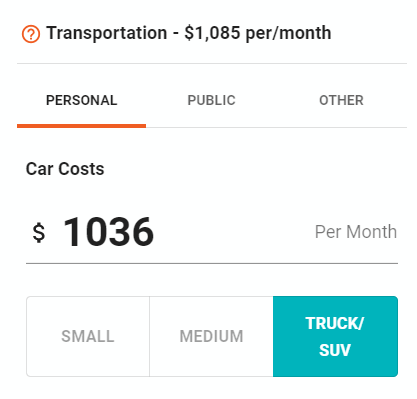 Transportation - $1,085 per/month
PERSONAL PUBLIC OTHER
Car Costs
$ 1036 Per Month
SMALL MEDIUM TRUCK/
SUV